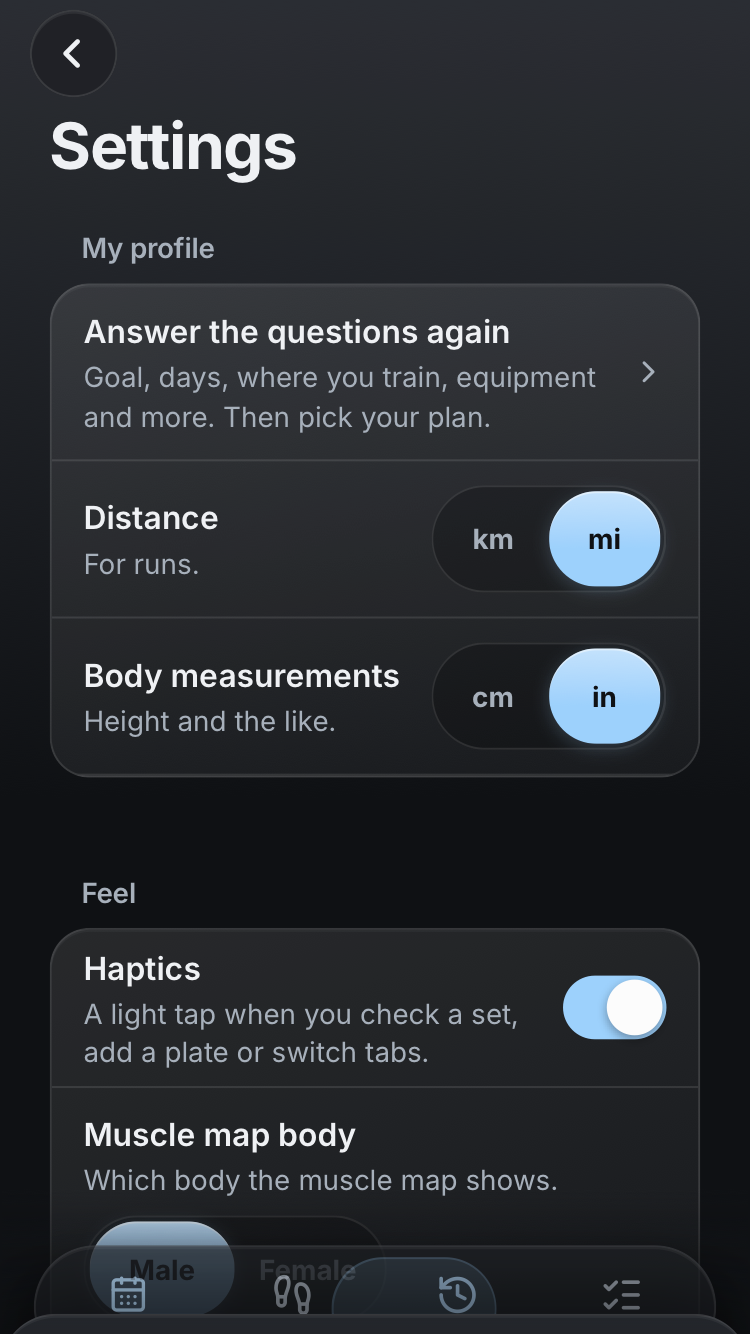 Settings
My profile
Answer the questions again
Goal, days, where you train, equipment
and more. Then pick your plan.
Distance
For runs.
km
mi
Body measurements
Height and the like.
cm
in
Feel
Haptics
A light tap when you check a set,
add a plate or switch tabs.
Muscle map body
Which body the muscle map shows.
Male
Female